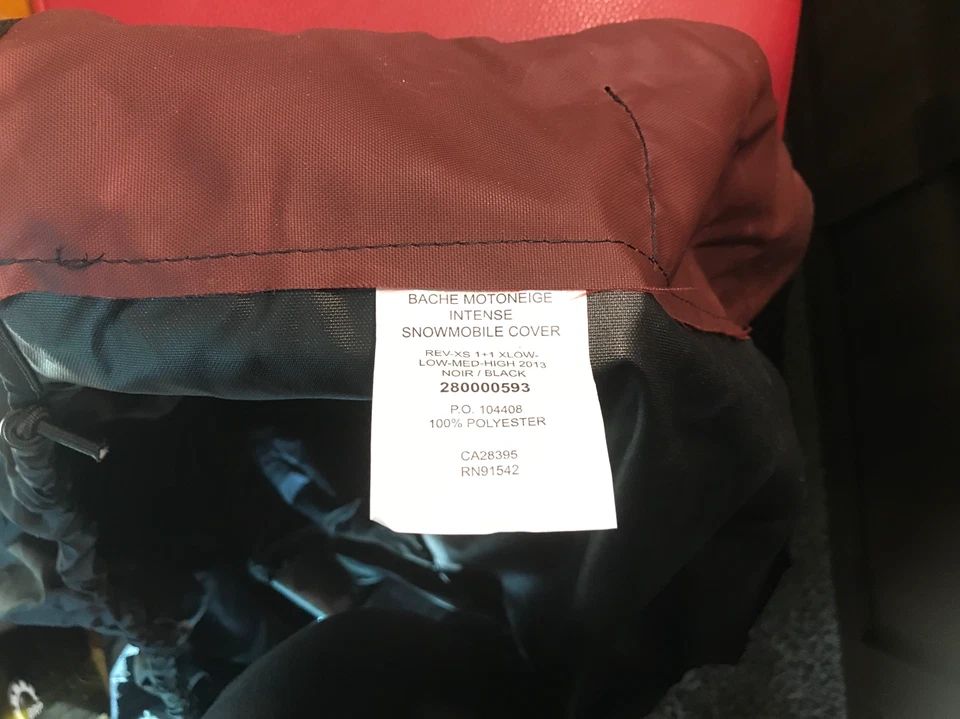 BACHE MOTONEIGE
INTENSE
SNOWMOBILE COVER
REV-XS 1+1 XLOW-
LOW-MED-HIGH 2013
NOIR / BLACK
280000593
P.O. 104408
100% POLYESTER
CA28395
RN91542